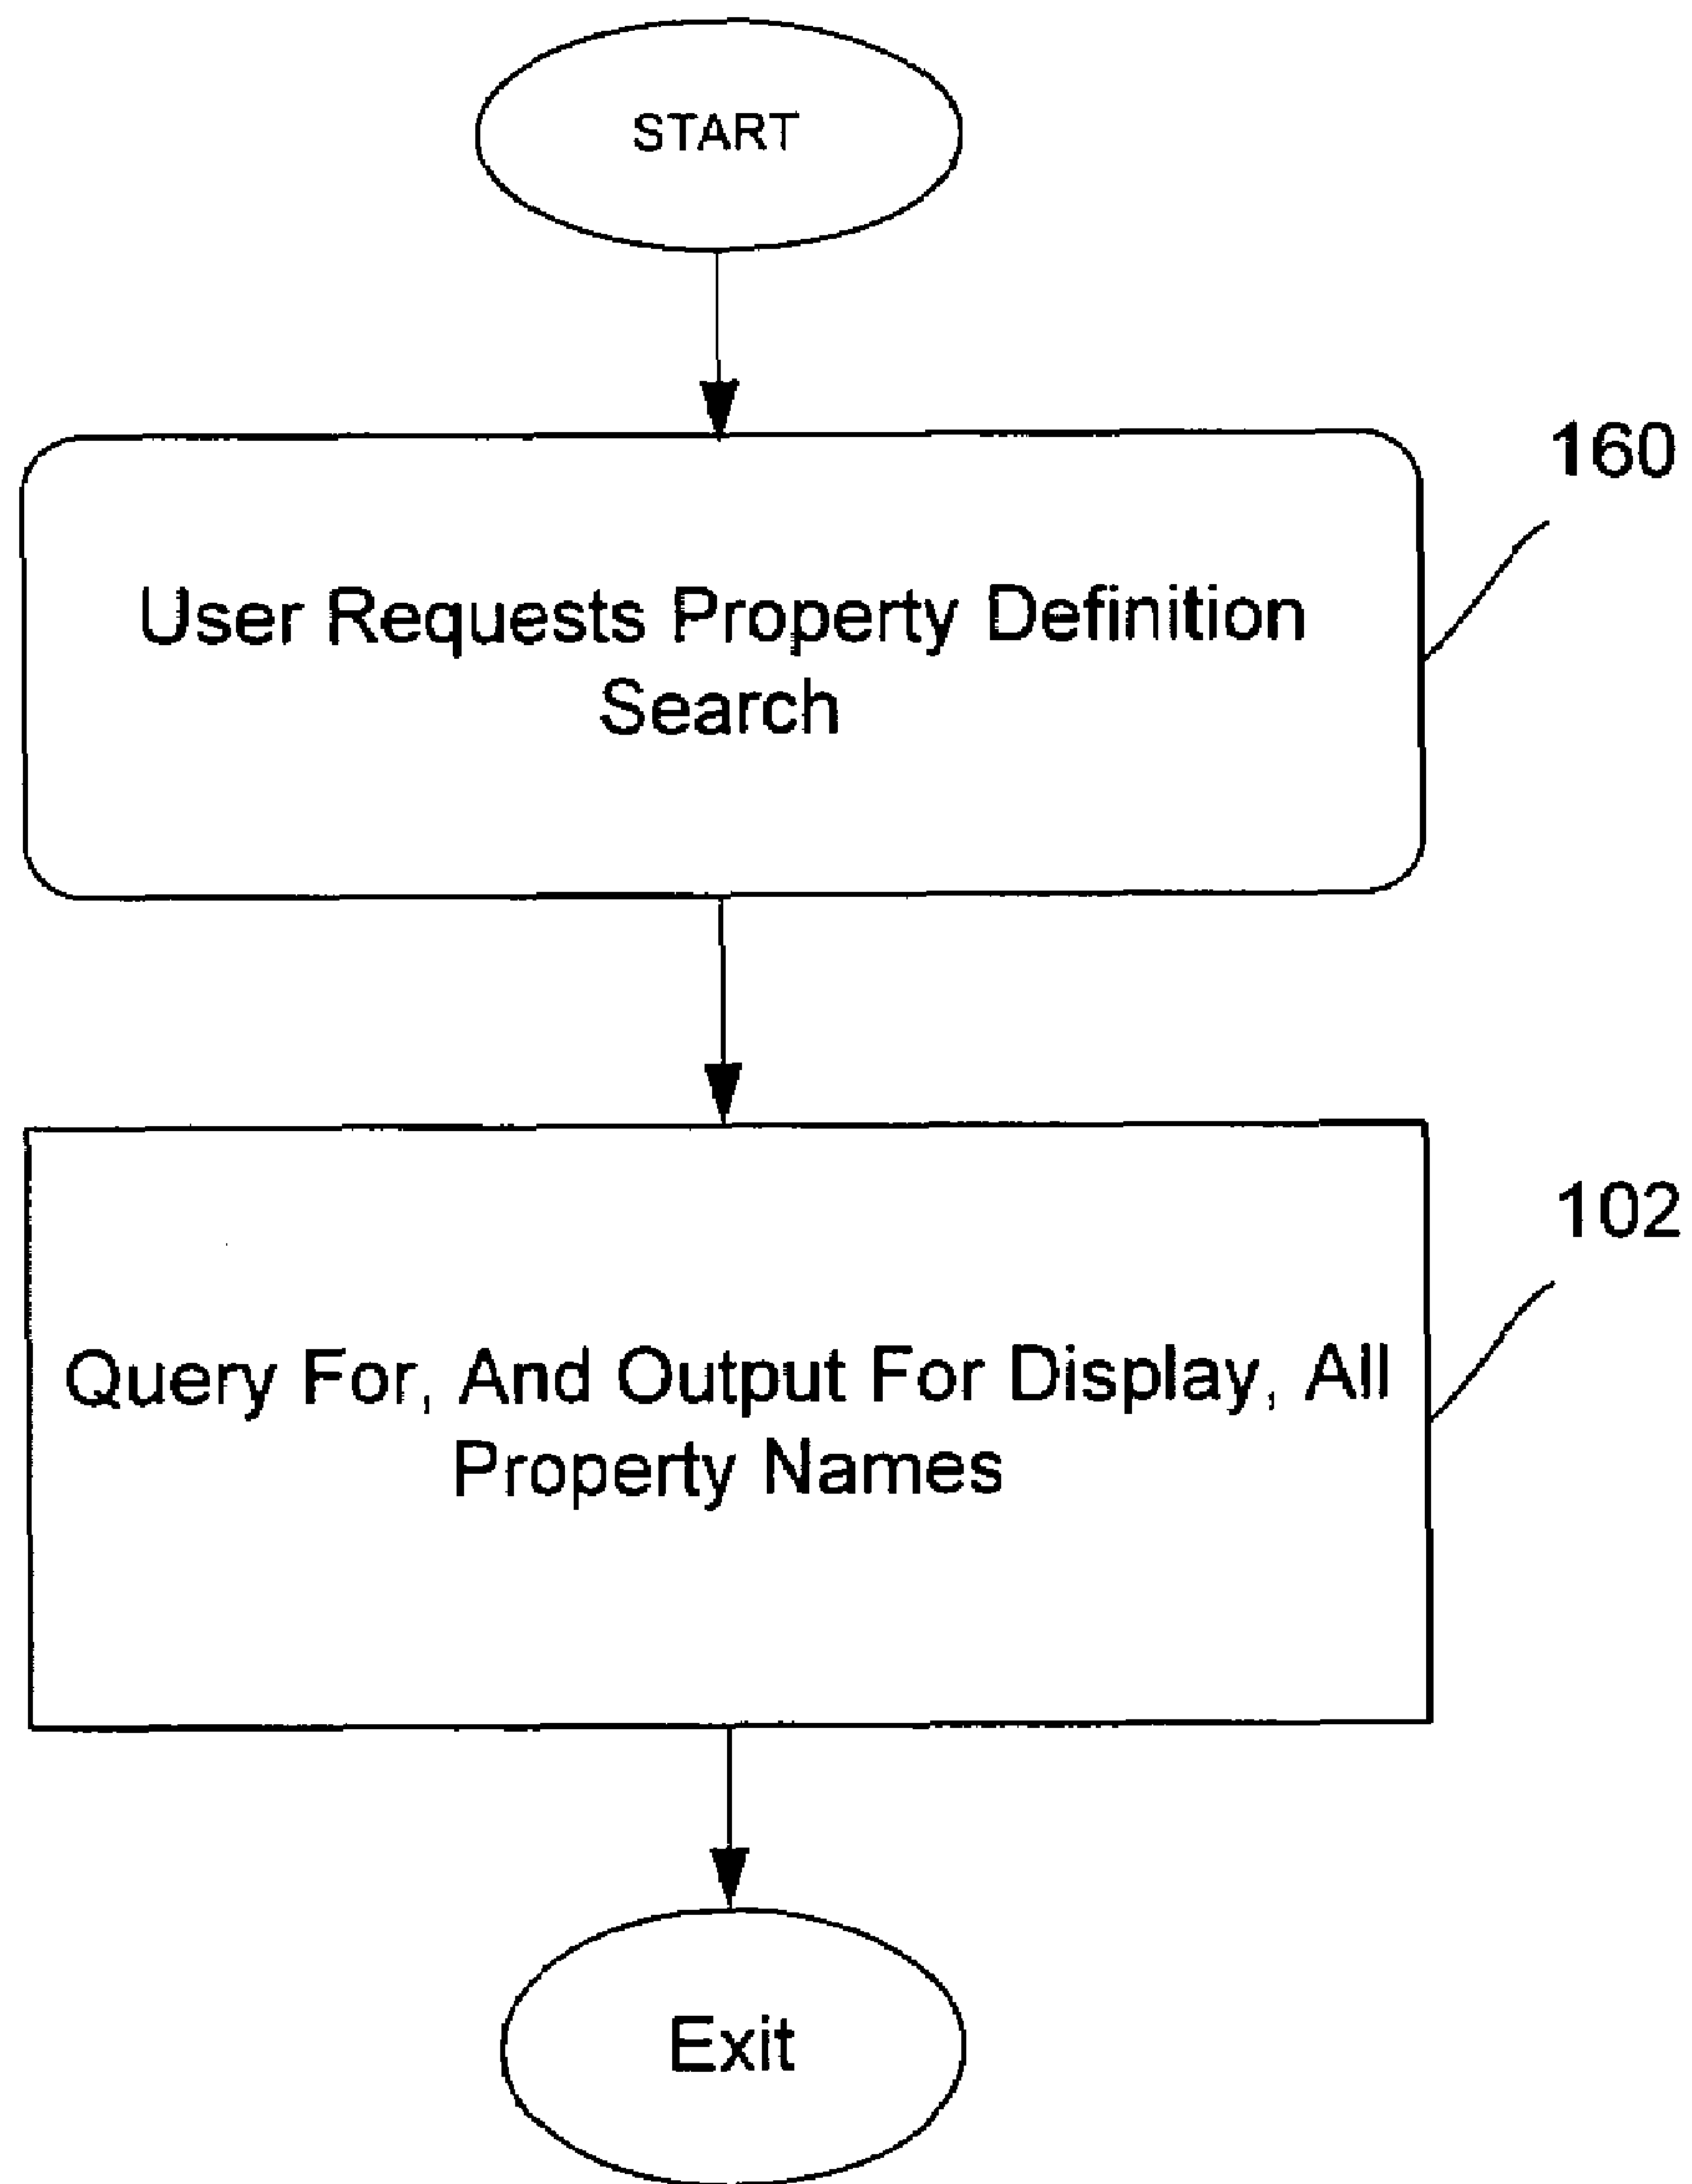 START
160
User Requests Property Definition
Search
102
Query For, And Output For Display, All
Property Names
Exit